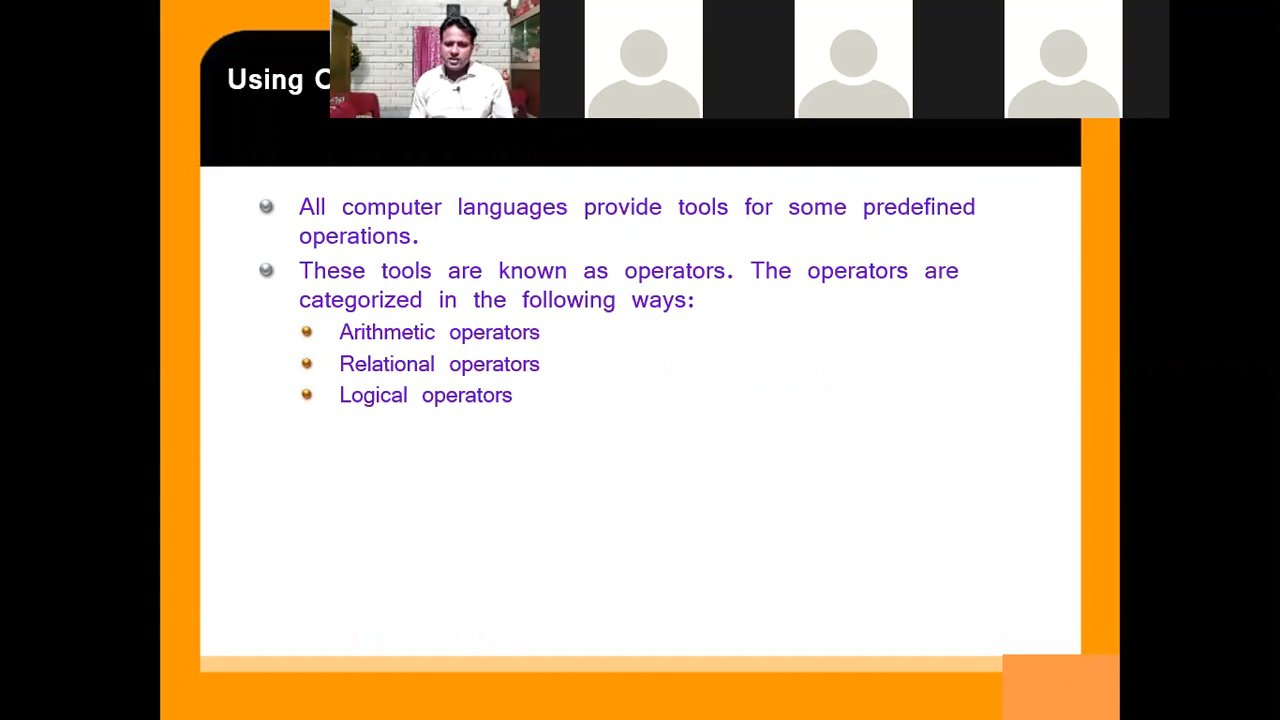 Using
All computer languages provide tools for some predefined
operations.
These tools are known as operators. The operators are
categorized in the following ways:
Arithmetic operators
Relational operators
Logical operators